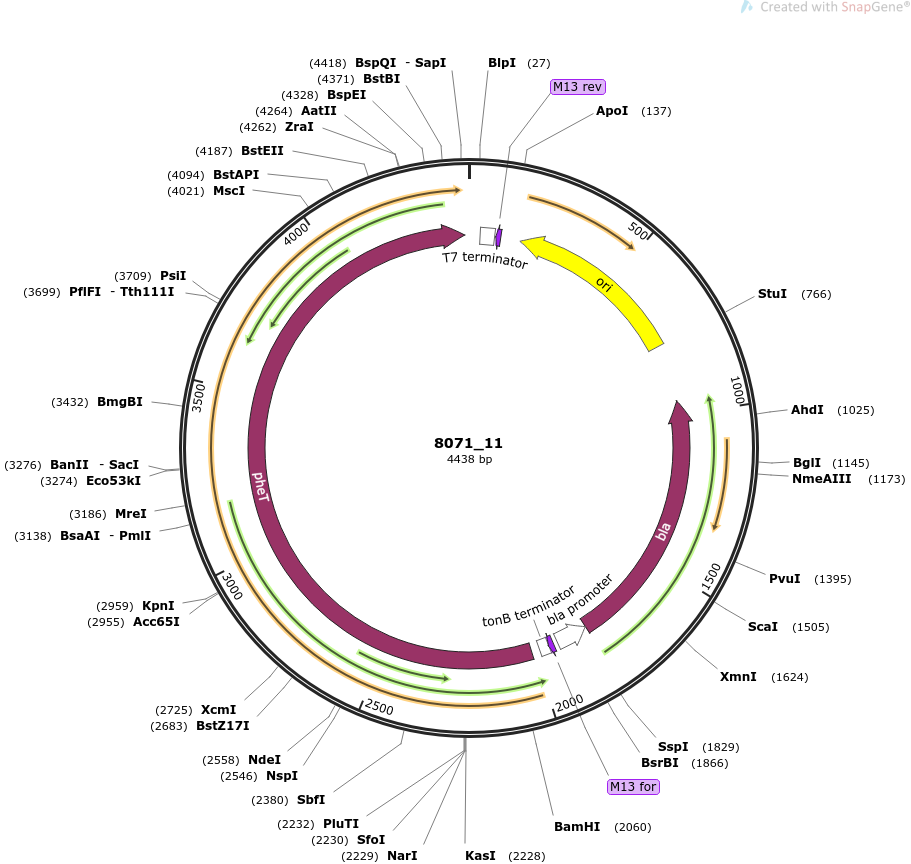 Created with SnapGene®
(4418) BspQI - SapI
BlpI (27)
(4371) BstBI
M13 rev
(4328) BspEI
(4264) AatII
ApoI (137)
(4262) ZraI
(4187) BstEII
(4094) BstAPI
(4021) MscI
4000
500
T7 terminator
ori
(3709) PsiI
(3699) PflFI - Tth111I
StuI (766)
3500
1000
(3432) BmgBI
AhdI (1025)
8071_11
4438 bp
(3276) BanII - SacI
BglI (1145)
(3274) Eco53kI
NmeAIII (1173)
pheT
(3186) MreI
(3138) BsaAI - PmlI
bla
3000
1500
PvuI (1395)
(2959) KpnI
(2955) Acc65I
tonB terminator
bla promoter
ScaI (1505)
XmnI (1624)
(2725) XcmI
(2683) BstZ17I
2500
2000
(2558) NdeI
(2546) NspI
SspI (1829)
BsrBI (1866)
M13 for
(2380) SbfI
(2232) PluTI
BamHI (2060)
(2230) SfoI
(2229) NarI
KasI (2228)